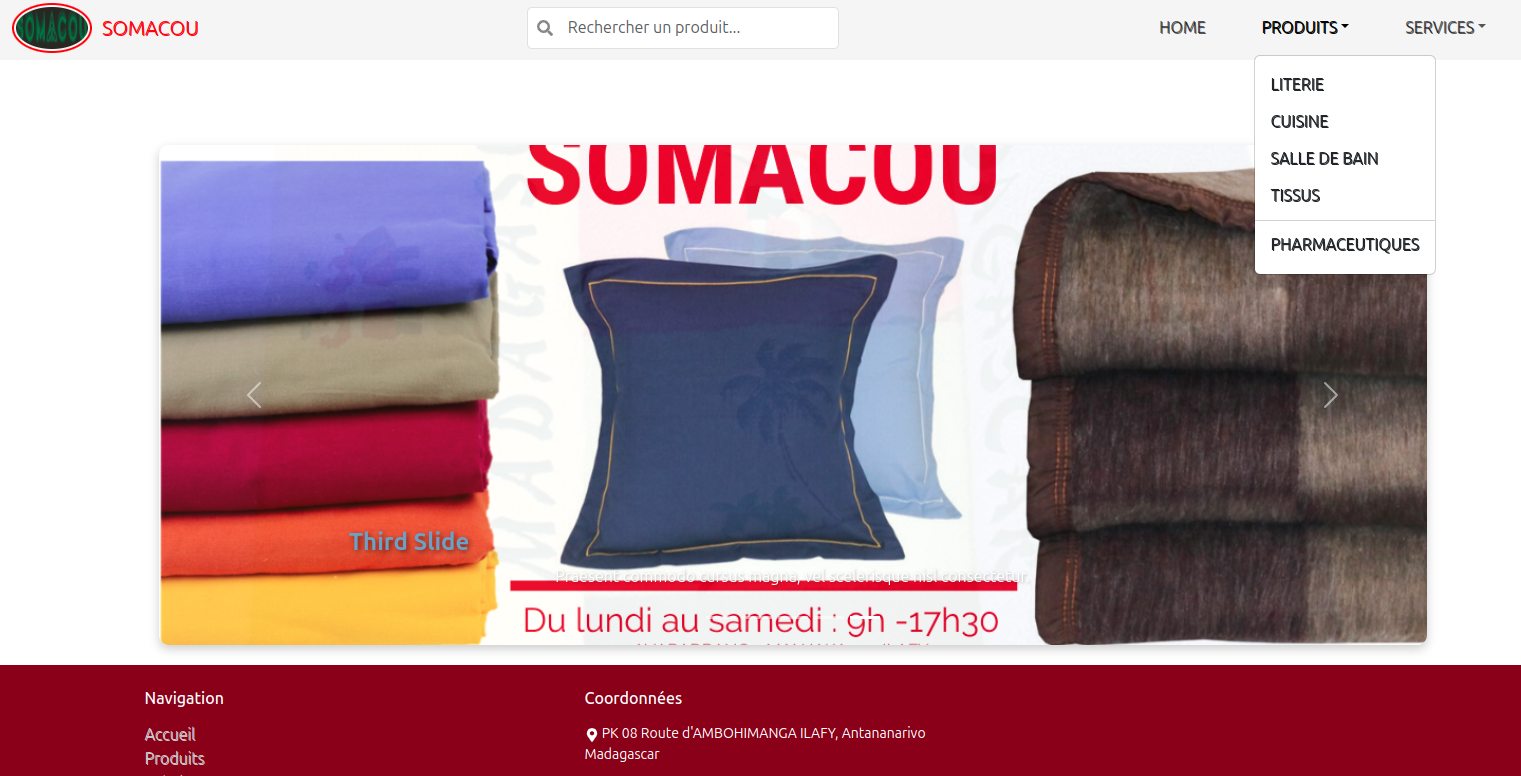 SOMACOU
SOMACOU
Rechercher un produit...
HOME
PRODUITS
SERVICES
LITERIE
CUISINE
SALLE DE BAIN
TISSUS
PHARMACEUTIQUES
SOMACOU
MADAGASCAR
Third Slide
Praesent commodo cursus magna, vel scelerisque nisl consectetur.
Du lundi au samedi : 9h -17h30
Navigation
Coordonnées
Accueil
Produits
PK 08 Route d'AMBOHIMANGA ILAFY, Antananarivo
Madagascar